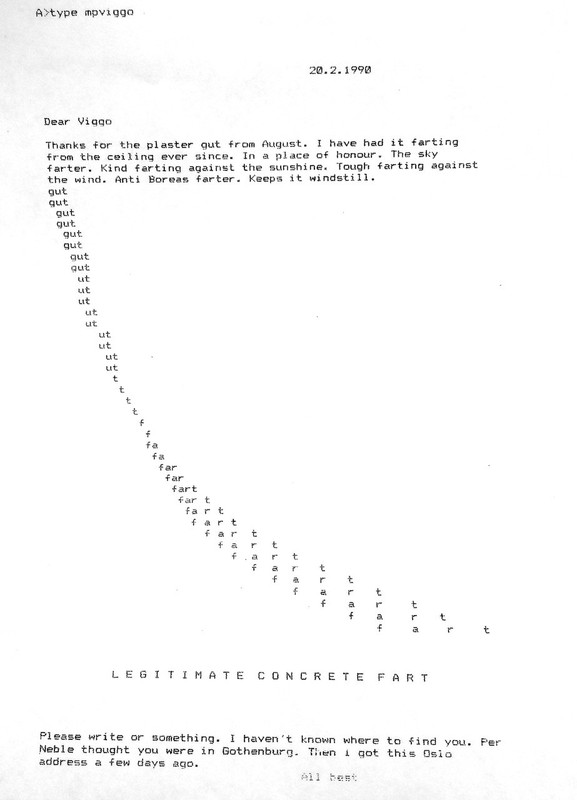 A>type mpviggo
20.2.1990
Dear Viggo
Thanks for the plaster gut from August. I have had it farting
from the ceiling ever since. In a place of honour. The sky
farter. Kind farting against the sunshine. Tough farting against
the wind. Anti Boreas farter. Keeps it windstill.
gut
gut
gut
gut
gut
gut
gut
gut
ut
ut
ut
ut
ut
ut
ut
ut
ut
t
t
t
t
f
f
fa
fa
far
far
fart
far t
fa r t
f a r t
f a r t
f a r t
f a r t
f a r t
f a r t
f a r t
f a r t
f a r t
f a r t
LEGITIMATE CONCRETE FART
Please write or something. I haven't known where to find you. Per
Neble thought you were in Gothenburg. Then i got this Oslo
address a few days ago.
All best